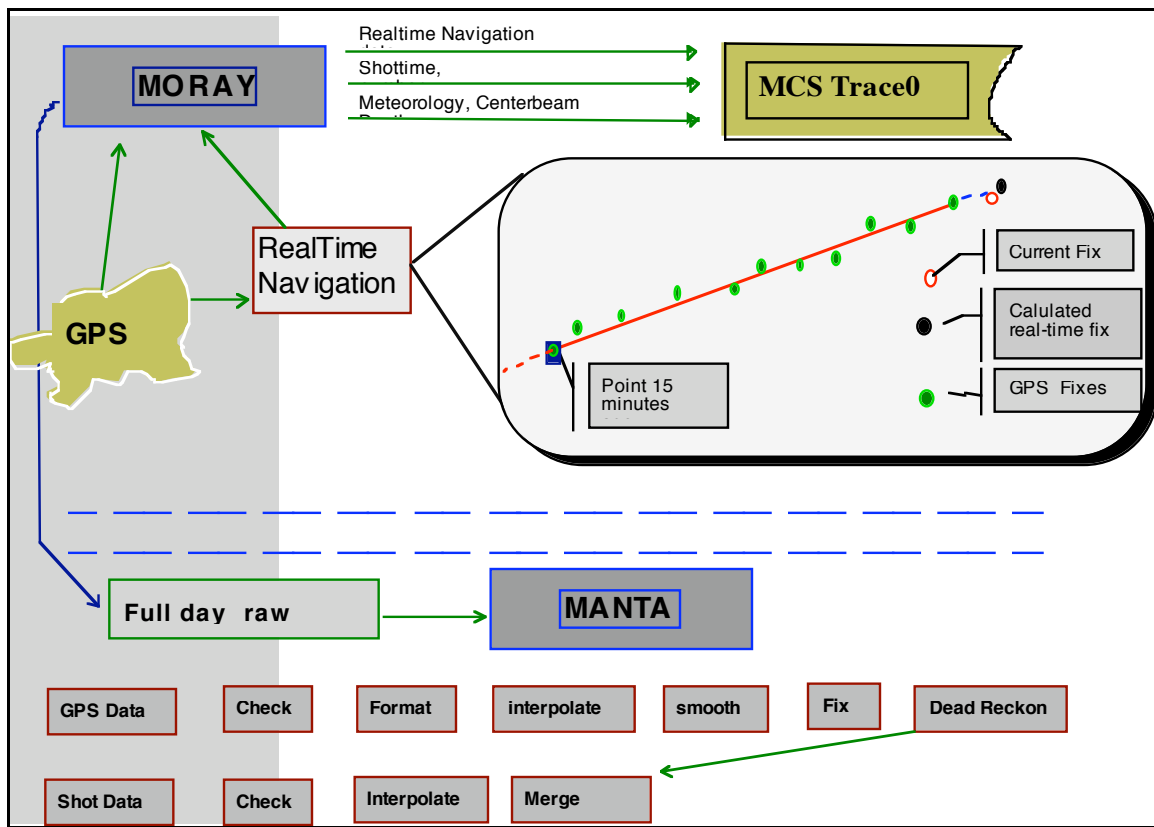 Realtime Navigation
MORAY
Shottime,
MCS Trace0
Meteorology, Centerbeam
RealTime
Navigation
GPS
Current Fix
Calulated
real-time fix
GPS Fixes
Point 15
minutes
Full day raw
MANTA
GPS Data
Check
Format
interpolate
smooth
Fix
Dead Reckon
Shot Data
Check
Interpolate
Merge